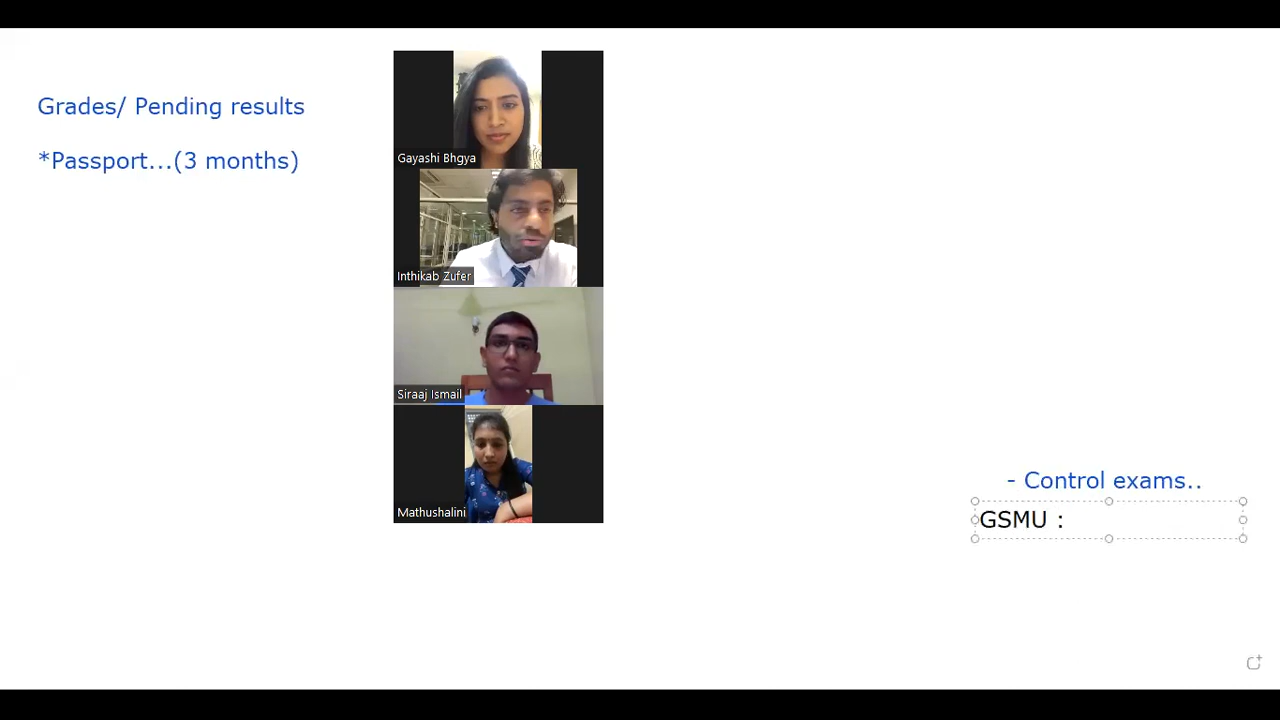 Grades/ Pending results
*Passport...(3 months)
Gayashi Bhgya
Inthikab Zufer
Siraaj Ismail
Mathushalini
- Control exams..
GSMU :